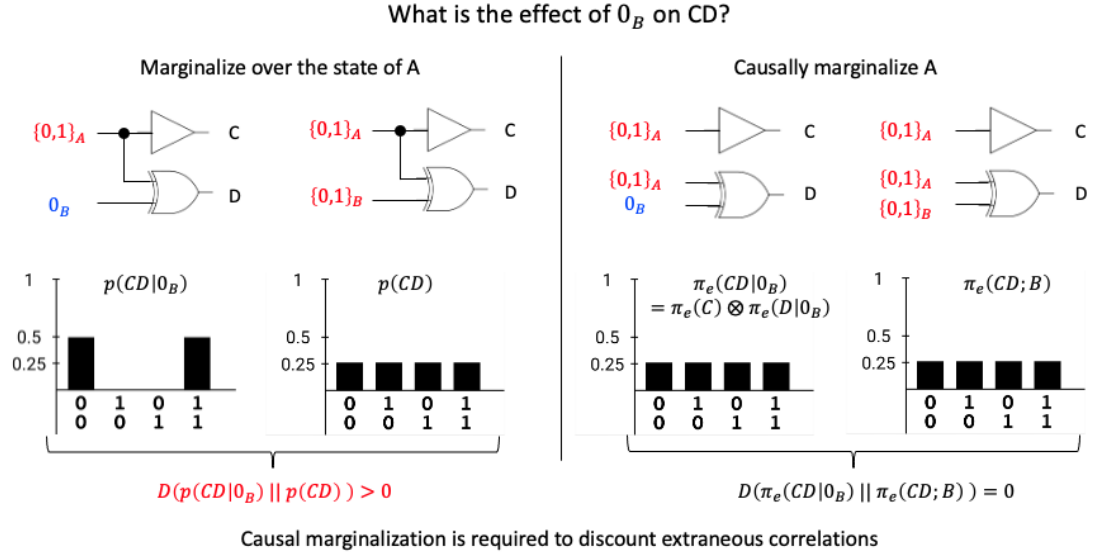 What is the effect of 0_B on CD?
Marginalize over the state of A
{0,1}_A
C
0_B
D
{0,1}_A
C
{0,1}_B
D
1
p(CD|0_B)
0.5
0.25
0 1 0 1
0 0 1 1
p(CD)
1
0.5
0.25
0 1 0 1
0 0 1 1
D(p(CD|0_B) || p(CD) ) > 0
Causally marginalize A
{0,1}_A
C
{0,1}_A
0_B
D
{0,1}_A
C
{0,1}_A
{0,1}_B
D
1
π_e(CD|0_B)
= π_e(C) ⊗ π_e(D|0_B)
0.5
0.25
0 1 0 1
0 0 1 1
1
π_e(CD; B)
0.5
0.25
0 1 0 1
0 0 1 1
D(π_e(CD|0_B) || π_e(CD; B) ) = 0
Causal marginalization is required to discount extraneous correlations